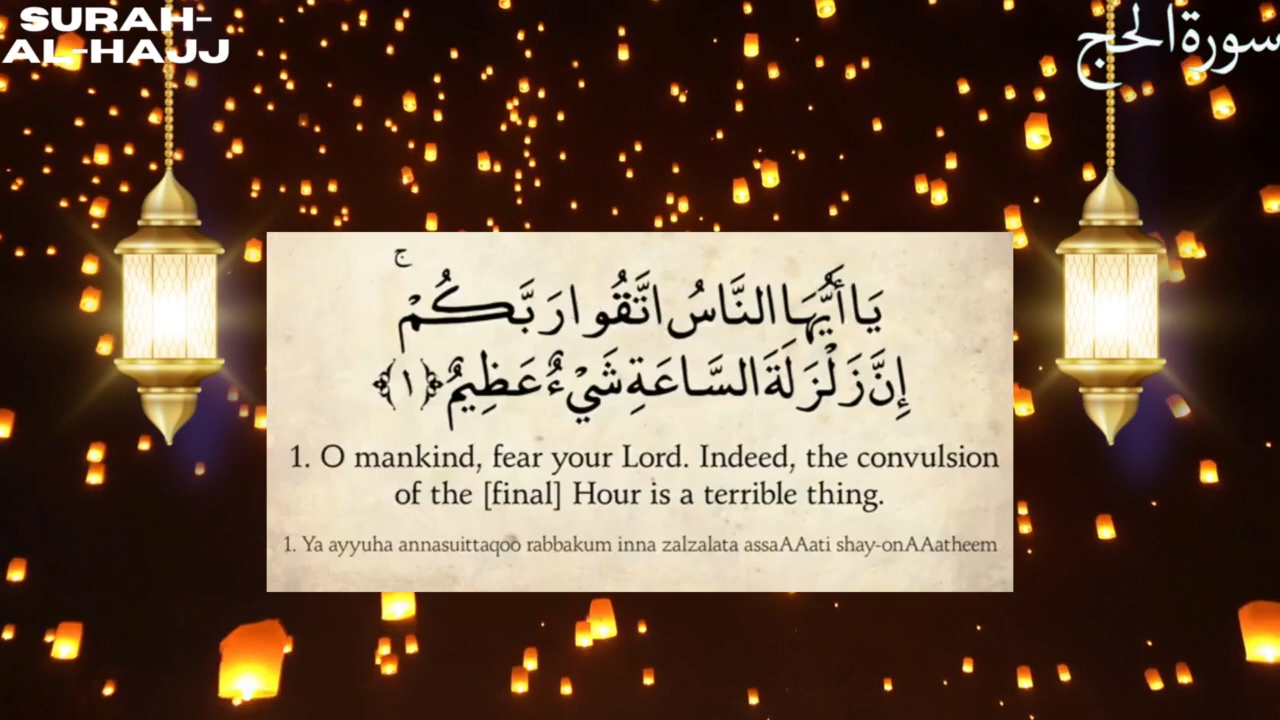 SURAH-
AL-HAJJ
سورة الحج
يَا أَيُّهَا النَّاسُ اتَّقُوا رَبَّكُمْ ۚ
إِنَّ زَلْزَلَةَ السَّاعَةِ شَيْءٌ عَظِيمٌ ﴿١﴾
1. O mankind, fear your Lord. Indeed, the convulsion
of the [final] Hour is a terrible thing.
1. Ya ayyuha annasuittaqoo rabbakum inna zalzalata assaAAati shay-onAAatheem